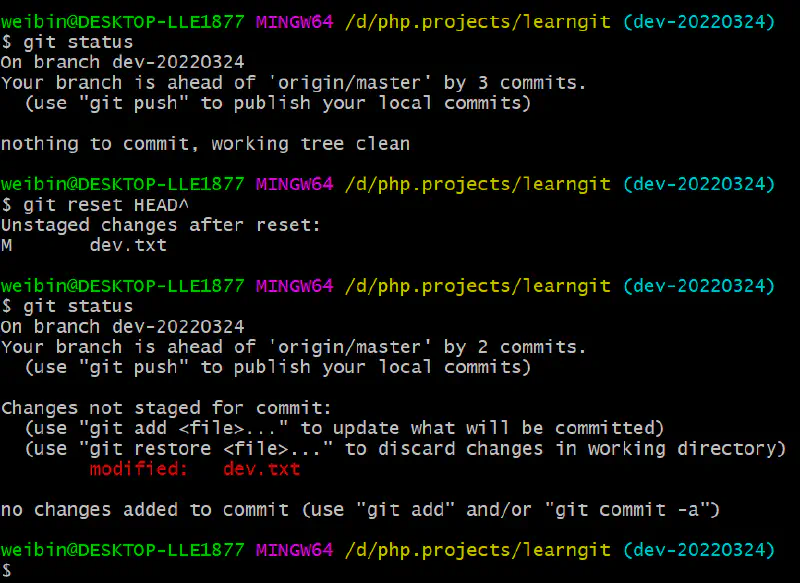 weibin@DESKTOP-LLE1877 MINGW64 /d/php.projects/learngit (dev-20220324)
$ git status
On branch dev-20220324
Your branch is ahead of 'origin/master' by 3 commits.
  (use "git push" to publish your local commits)

nothing to commit, working tree clean

weibin@DESKTOP-LLE1877 MINGW64 /d/php.projects/learngit (dev-20220324)
$ git reset HEAD^
Unstaged changes after reset:
M       dev.txt

weibin@DESKTOP-LLE1877 MINGW64 /d/php.projects/learngit (dev-20220324)
$ git status
On branch dev-20220324
Your branch is ahead of 'origin/master' by 2 commits.
  (use "git push" to publish your local commits)

Changes not staged for commit:
  (use "git add <file>..." to update what will be committed)
  (use "git restore <file>..." to discard changes in working directory)
        modified:   dev.txt

no changes added to commit (use "git add" and/or "git commit -a")

weibin@DESKTOP-LLE1877 MINGW64 /d/php.projects/learngit (dev-20220324)
$